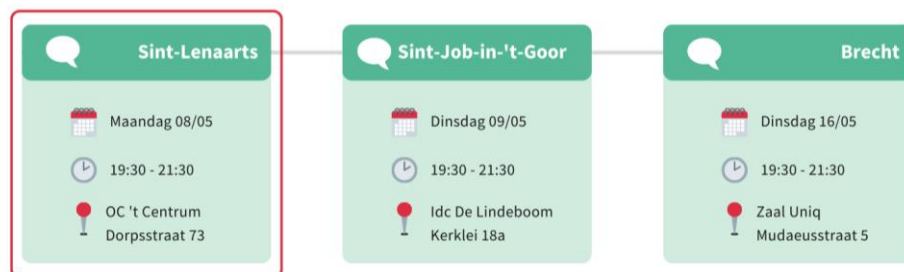 Sint-Lenaarts
Maandag 08/05
19:30 - 21:30
OC 't Centrum
Dorpsstraat 73
Sint-Job-in-'t-Goor
Dinsdag 09/05
19:30 - 21:30
Idc De Lindeboom
Kerklei 18a
Brecht
Dinsdag 16/05
19:30 - 21:30
Zaal Uniq
Mudaeusstraat 5